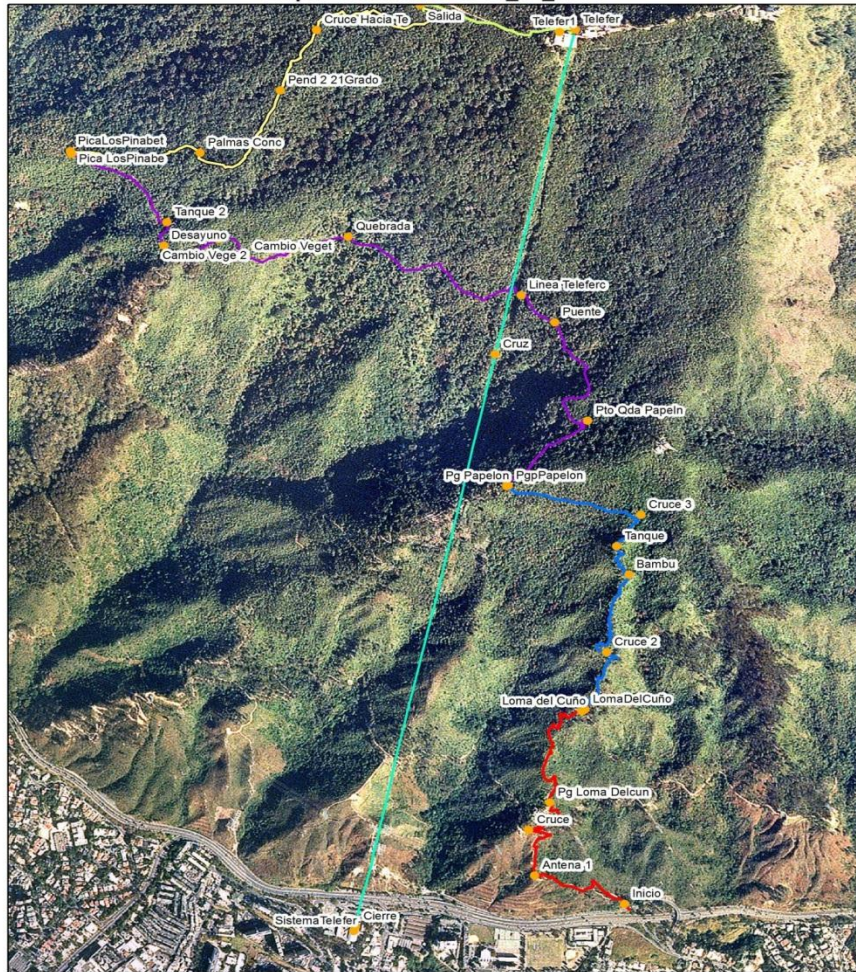 Salida
Cruce Hacia Te
Telefer1
Telefer
Pend 2 21Grado
PicaLosPinabet
Palmas Conc
Pica LosPinabe
Tanque 2
Desayuno
Quebrada
Cambio Veget
Cambio Vege 2
Linea Teleferc
Puente
Cruz
Pto Qda Papeln
Pg Papelon
PgpPapelon
Cruce 3
Tanque
Bambu
Cruce 2
Loma del Cuño
LomaDelCuño
Pg Loma Delcun
Cruce
Antena 1
Inicio
SistemaTelefer
Cierre